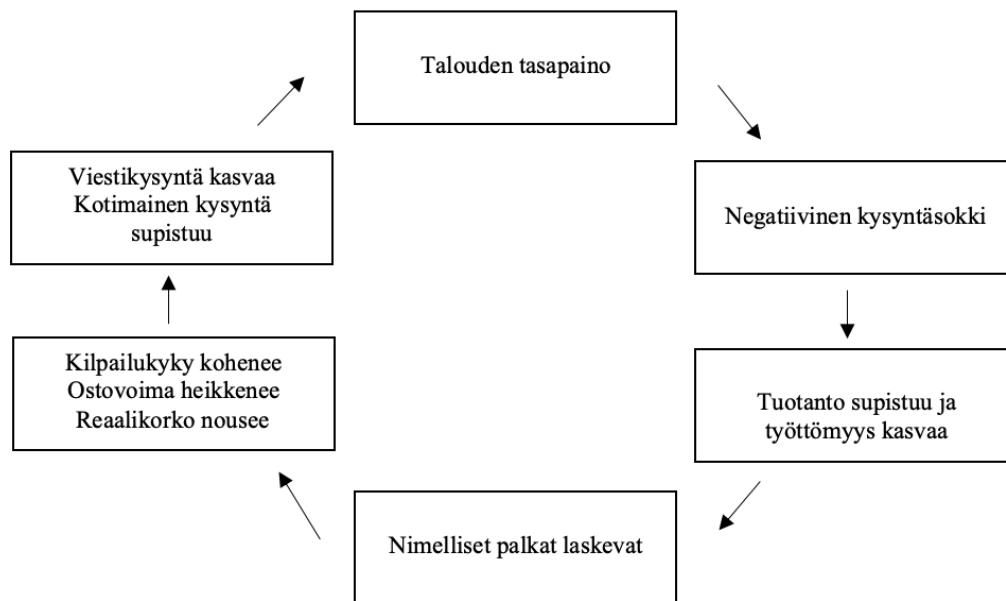 Talouden tasapaino
Negatiivinen kysyntäsokki
Tuotanto supistuu ja
työttömyys kasvaa
Nimelliset palkat laskevat
Kilpailukyky kohenee
Ostovoima heikkenee
Reaalikorko nousee
Viestikysyntä kasvaa
Kotimainen kysyntä
supistuu